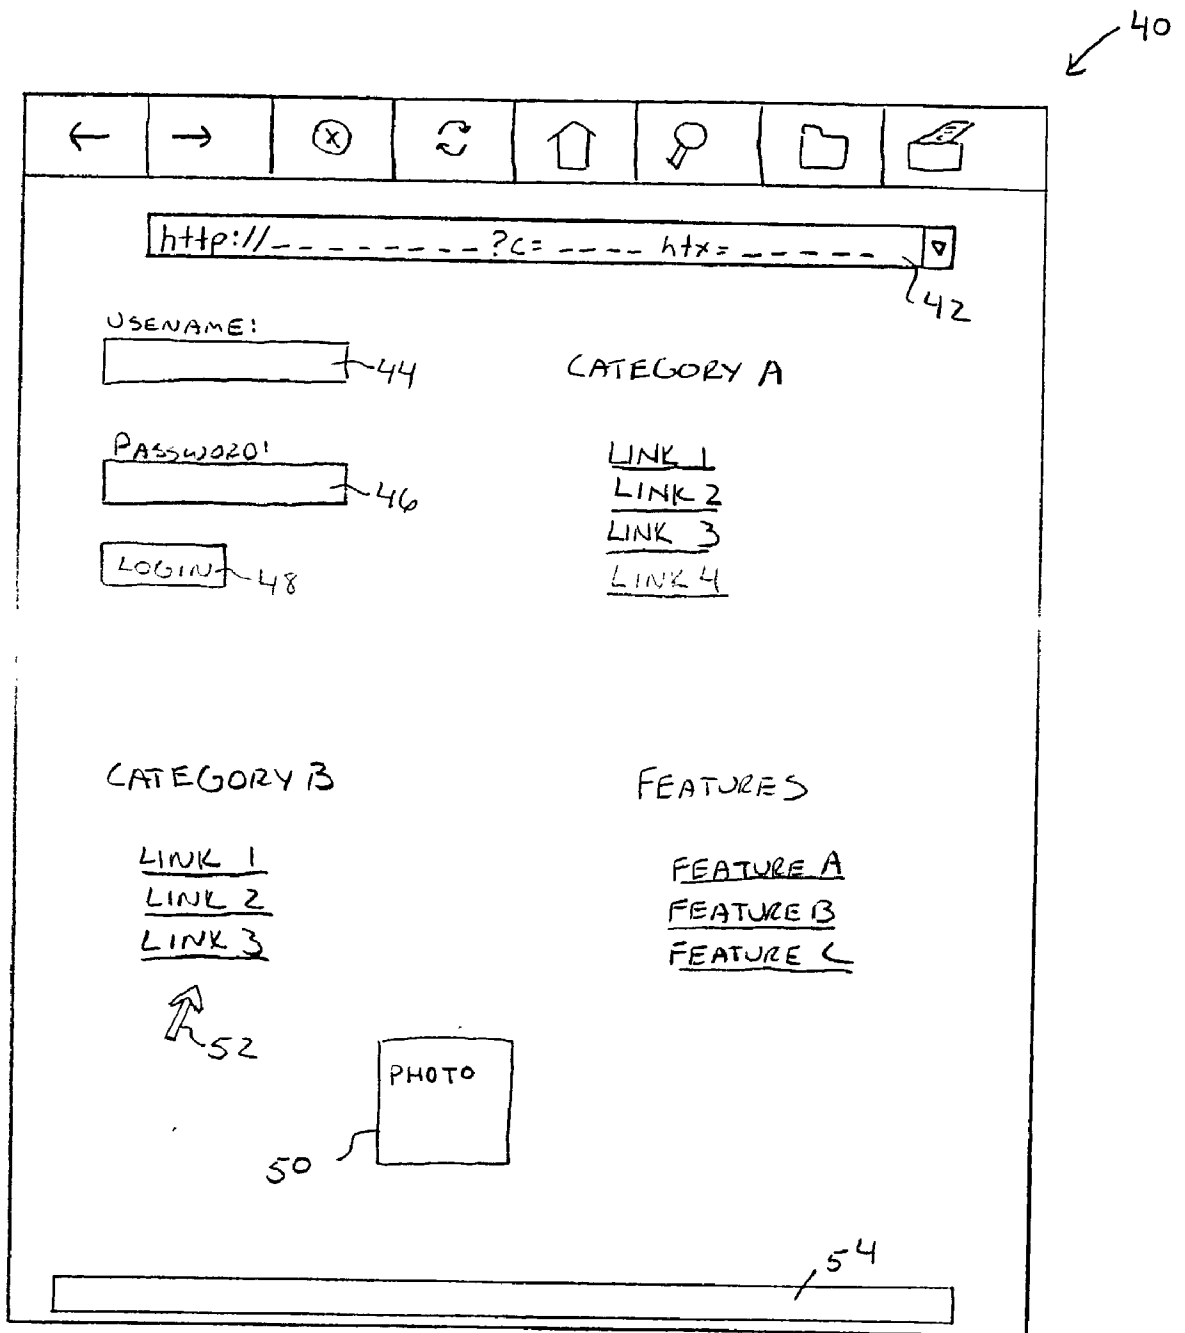 40
http://_ _ _ _ _ _ _ _ ?c= _ _ _ _ htx= _ _ _ _ _
42
USENAME:
44
PASSWORD:
46
LOGIN
48
CATEGORY A
LINK 1
LINK 2
LINK 3
LINK 4
CATEGORY B
LINK 1
LINK 2
LINK 3
52
FEATURES
FEATURE A
FEATURE B
FEATURE C
PHOTO
50
54